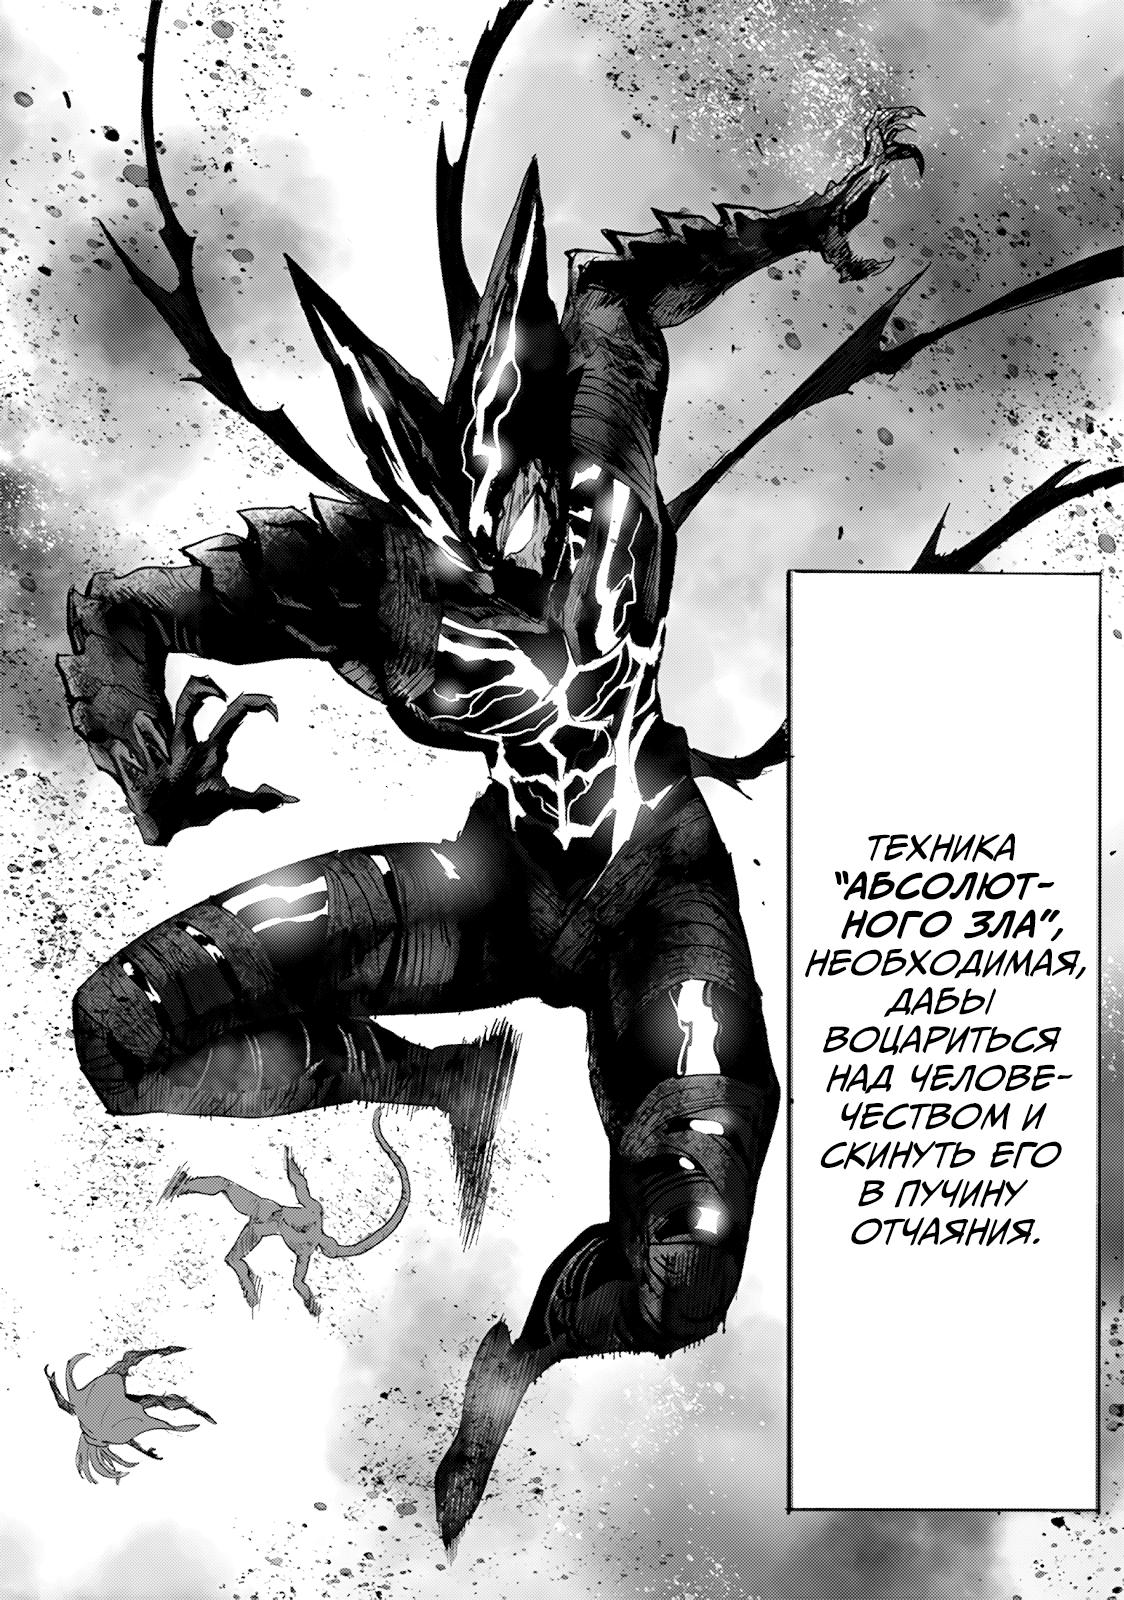 ТЕХНИКА
“АБСОЛЮТ-
НОГО ЗЛА”,
НЕОБХОДИМАЯ,
ДАБЫ
ВОЦАРИТЬСЯ
НАД ЧЕЛОВЕ-
ЧЕСТВОМ И
СКИНУТЬ ЕГО
В ПУЧИНУ
ОТЧАЯНИЯ.